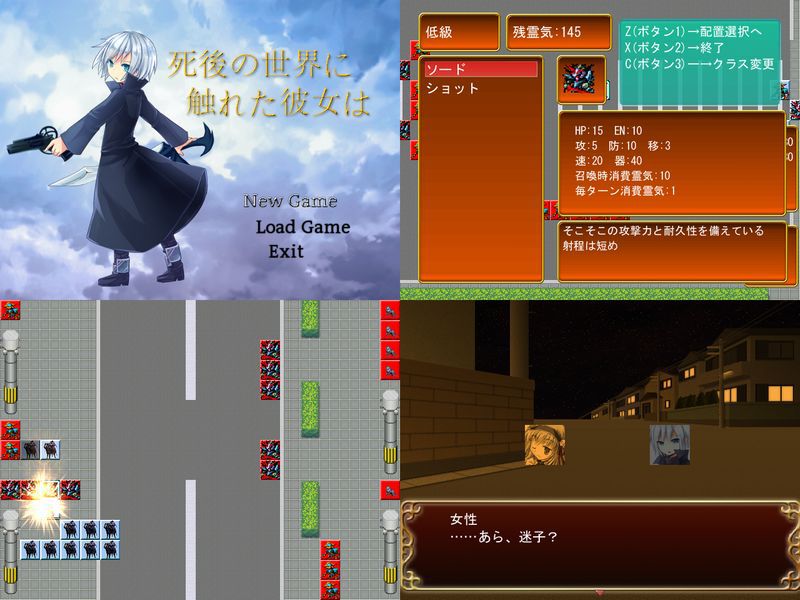 死後の世界に
触れた彼女は
New Game
Load Game
Exit
低級
残霊気:145
Z(ボタン1)→配置選択へ
X(ボタン2)→終了
C(ボタン3)―→クラス変更
ソード
ショット
HP:15 EN:10
攻:5 防:10 移:3
速:20 器:40
召喚時消費霊気:10
毎ターン消費霊気:1
そこそこの攻撃力と耐久性を備えている
射程は短め
女性
……あら、迷子？